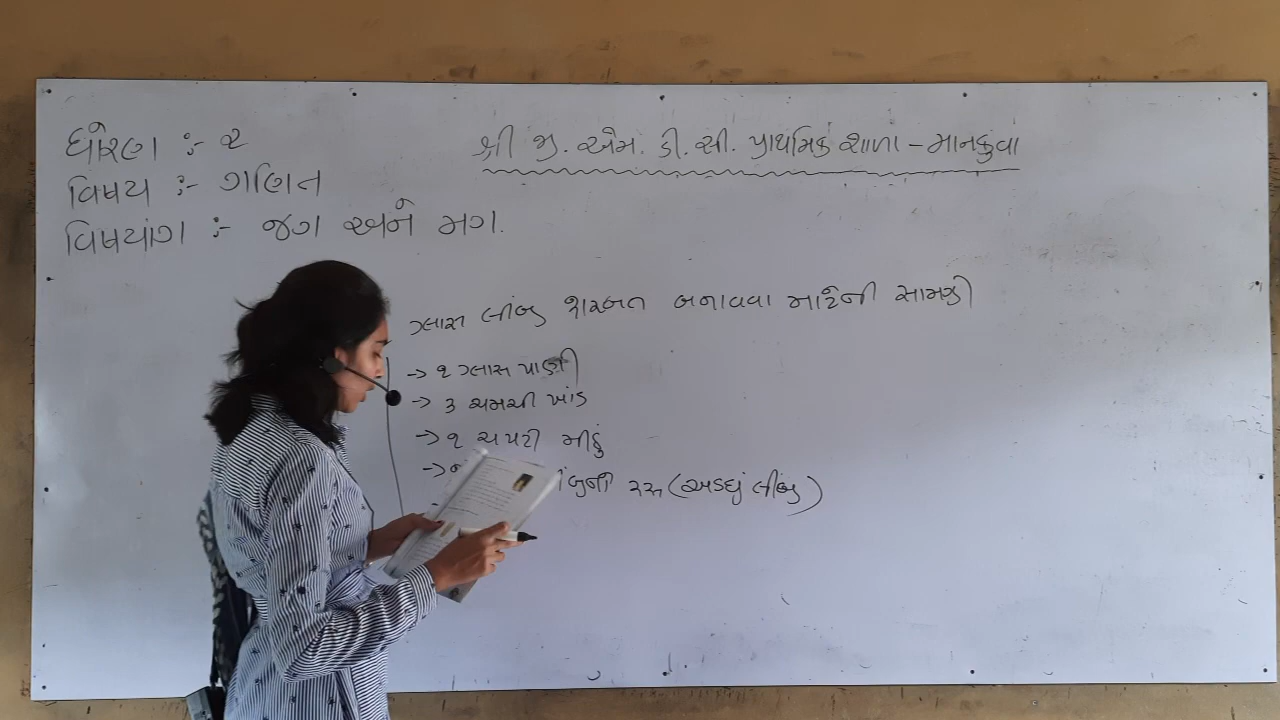 ધોરણ :- ૨
વિષય :- ગણિત
વિષયાંગ :- જગ અને મગ.
શ્રી જી. એમ. ડી. સી. પ્રાથમિક શાળા - માનકુવા
ગ્લાસ લીંબુ શરબત બનાવવા માટેની સામગ્રી
→ ૧ ગ્લાસ પાણી
→ ૩ ચમચી ખાંડ
→ ૧ ચપટી મીઠું
→ રસ (અડધું લીંબુ)